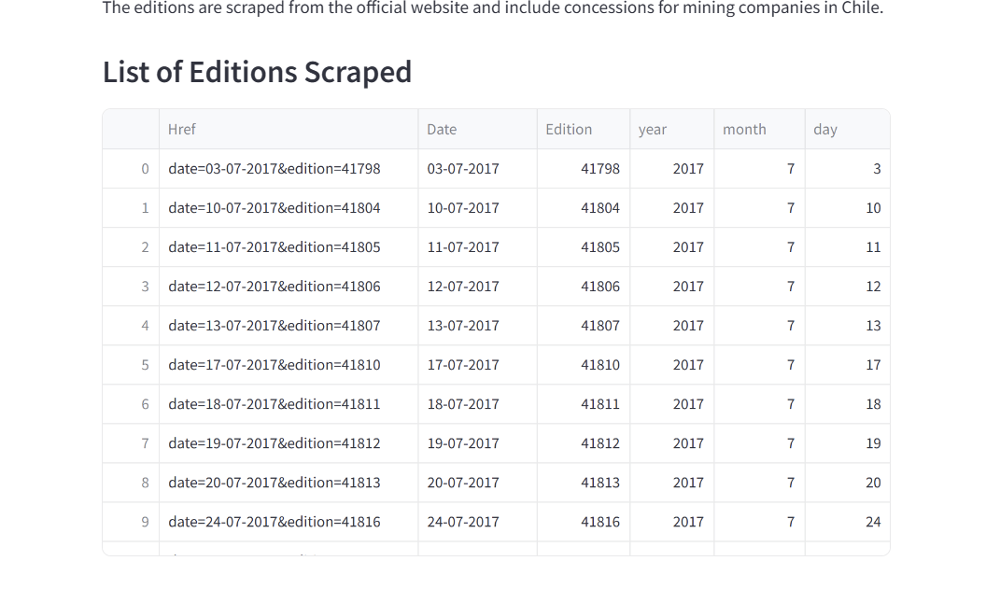 The editions are scraped from the official website and include concessions for mining companies in Chile.
List of Editions Scraped
Href Date Edition year month day
0 date=03-07-2017&edition=41798 03-07-2017 41798 2017 7 3
1 date=10-07-2017&edition=41804 10-07-2017 41804 2017 7 10
2 date=11-07-2017&edition=41805 11-07-2017 41805 2017 7 11
3 date=12-07-2017&edition=41806 12-07-2017 41806 2017 7 12
4 date=13-07-2017&edition=41807 13-07-2017 41807 2017 7 13
5 date=17-07-2017&edition=41810 17-07-2017 41810 2017 7 17
6 date=18-07-2017&edition=41811 18-07-2017 41811 2017 7 18
7 date=19-07-2017&edition=41812 19-07-2017 41812 2017 7 19
8 date=20-07-2017&edition=41813 20-07-2017 41813 2017 7 20
9 date=24-07-2017&edition=41816 24-07-2017 41816 2017 7 24